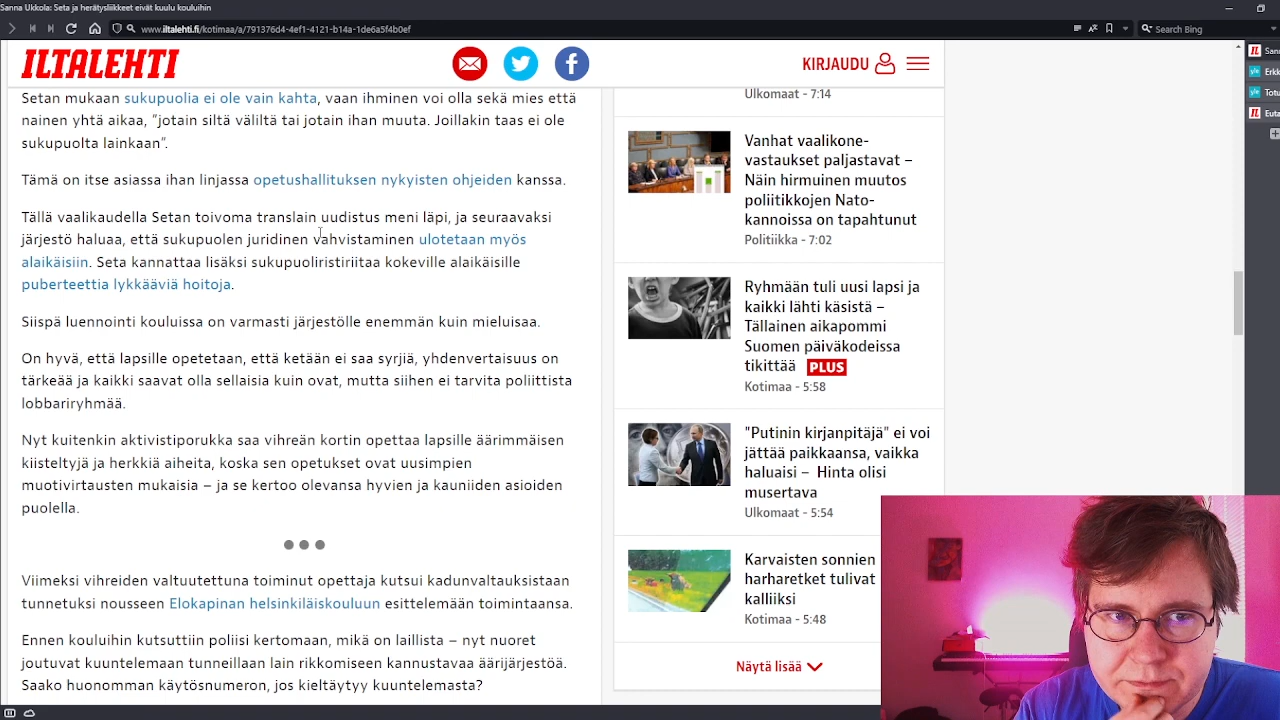 Sanna Ukkola: Seta ja herätysliikkeet eivät kuulu kouluihin
www.iltalehti.fi/kotimaa/a/791376d4-4ef1-4121-b14a-1de6a5f4b0ef
Search Bing
ILTALEHTI
KIRJAUDU
Setan mukaan sukupuolia ei ole vain kahta, vaan ihminen voi olla sekä mies että
nainen yhtä aikaa, "jotain siltä väliltä tai jotain ihan muuta. Joillakin taas ei ole
sukupuolta lainkaan".
Tämä on itse asiassa ihan linjassa opetushallituksen nykyisten ohjeiden kanssa.
Tällä vaalikaudella Setan toivoma translain uudistus meni läpi, ja seuraavaksi
järjestö haluaa, että sukupuolen juridinen vahvistaminen ulotetaan myös
alaikäisiin. Seta kannattaa lisäksi sukupuoliristiriitaa kokeville alaikäisille
puberteettia lykkääviä hoitoja.
Siispä luennointi kouluissa on varmasti järjestölle enemmän kuin mieluisaa.
On hyvä, että lapsille opetetaan, että ketään ei saa syrjiä, yhdenvertaisuus on
tärkeää ja kaikki saavat olla sellaisia kuin ovat, mutta siihen ei tarvita poliittista
lobbariryhmää.
Nyt kuitenkin aktivistiporukka saa vihreän kortin opettaa lapsille äärimmäisen
kiisteltyjä ja herkkiä aiheita, koska sen opetukset ovat uusimpien
muotivirtausten mukaisia – ja se kertoo olevansa hyvien ja kauniiden asioiden
puolella.
Viimeksi vihreiden valtuutettuna toiminut opettaja kutsui kadunvaltauksistaan
tunnetuksi nousseen Elokapinan helsinkiläiskouluun esittelemään toimintaansa.
Ennen kouluihin kutsuttiin poliisi kertomaan, mikä on laillista – nyt nuoret
joutuvat kuuntelemaan tunneillaan lain rikkomiseen kannustavaa äärijärjestöä.
Saako huonomman käytösnumeron, jos kieltäytyy kuuntelemasta?
Ulkomaat - 7:14
Vanhat vaalikone-
vastaukset paljastavat –
Näin hirmuinen muutos
poliitikkojen Nato-
kannoissa on tapahtunut
Politiikka - 7:02
Ryhmään tuli uusi lapsi ja
kaikki lähti käsistä –
Tällainen aikapommi
Suomen päiväkodeissa
tikittää PLUS
Kotimaa - 5:58
"Putinin kirjanpitäjä" ei voi
jättää paikkaansa, vaikka
haluaisi – Hinta olisi
musertava
Ulkomaat - 5:54
Karvaisten sonnien
harharetket tulivat
kalliiksi
Kotimaa - 5:48
Näytä lisää
San
yle Erkk
yle Totu
Euta